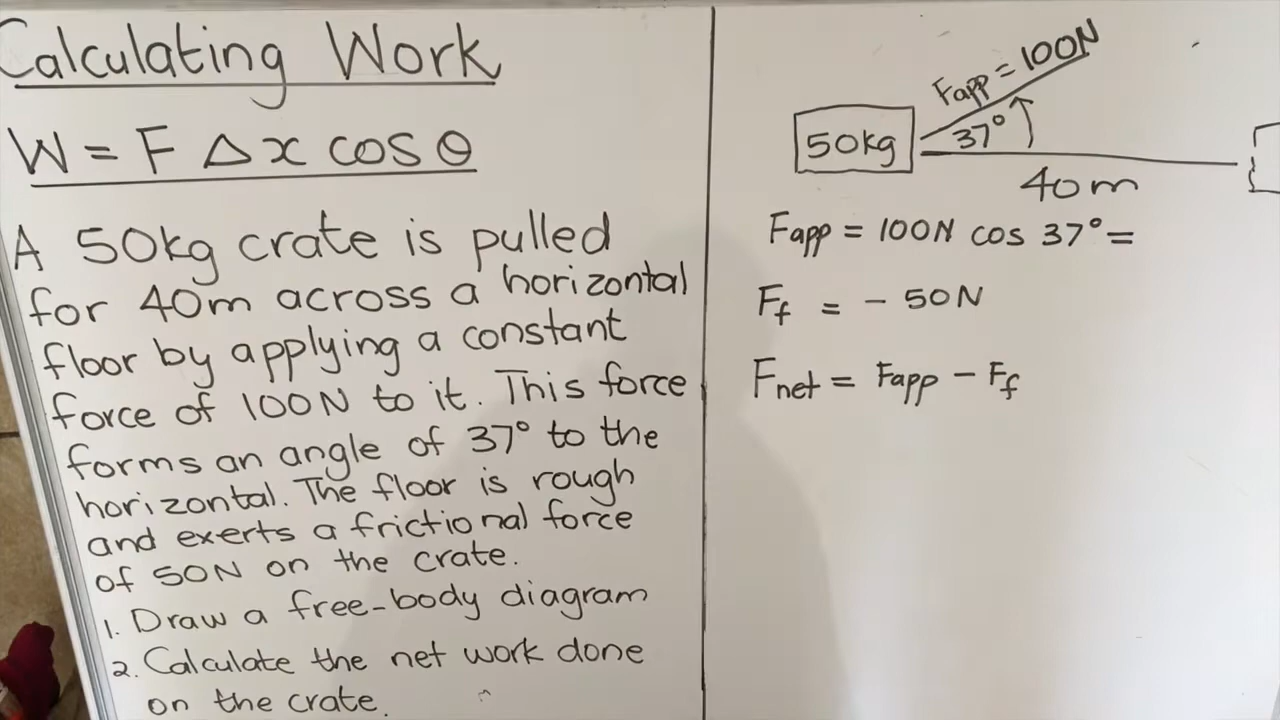 Calculating Work
W = F Δx cos θ
A 50kg crate is pulled
for 40m across a horizontal
floor by applying a constant
force of 100N to it. This force
forms an angle of 37° to the
horizontal. The floor is rough
and exerts a frictional force
of 50N on the crate.
1. Draw a free-body diagram
2. Calculate the net work done
on the crate.
Fapp = 100N
50kg
37°
40m
Fapp = 100N cos 37° =
Ff = - 50N
Fnet = Fapp - Ff